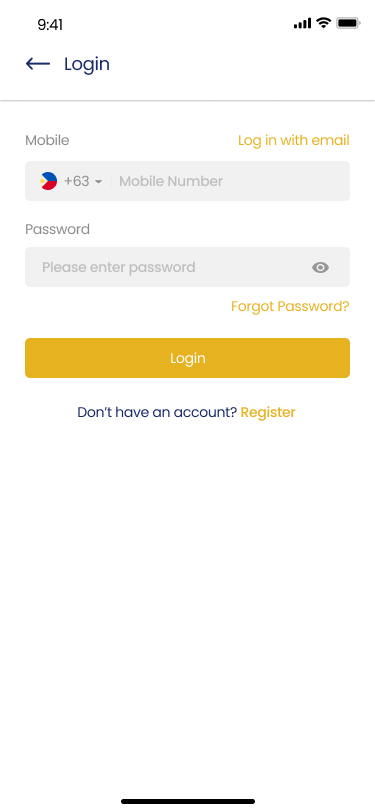 9:41
Login
Mobile Log in with email
+63 Mobile Number
Password
Please enter password
Forgot Password?
Login
Don't have an account? Register